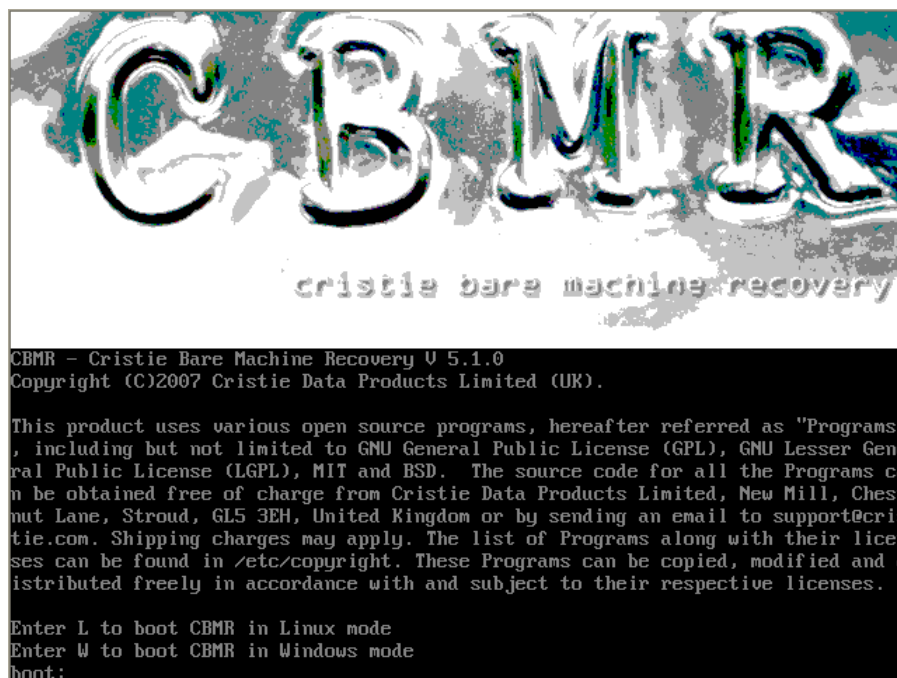 CBMR
cristie bare machine recovery
CBMR - Cristie Bare Machine Recovery V 5.1.0
Copyright (C)2007 Cristie Data Products Limited (UK).
This product uses various open source programs, hereafter referred as "Programs
, including but not limited to GNU General Public License (GPL), GNU Lesser Gen
ral Public License (LGPL), MIT and BSD.  The source code for all the Programs c
n be obtained free of charge from Cristie Data Products Limited, New Mill, Ches
nut Lane, Stroud, GL5 3EH, United Kingdom or by sending an email to support@cri
tie.com. Shipping charges may apply. The list of Programs along with their lice
ses can be found in /etc/copyright. These Programs can be copied, modified and
istributed freely in accordance with and subject to their respective licenses.
Enter L to boot CBMR in Linux mode
Enter W to boot CBMR in Windows mode
boot: